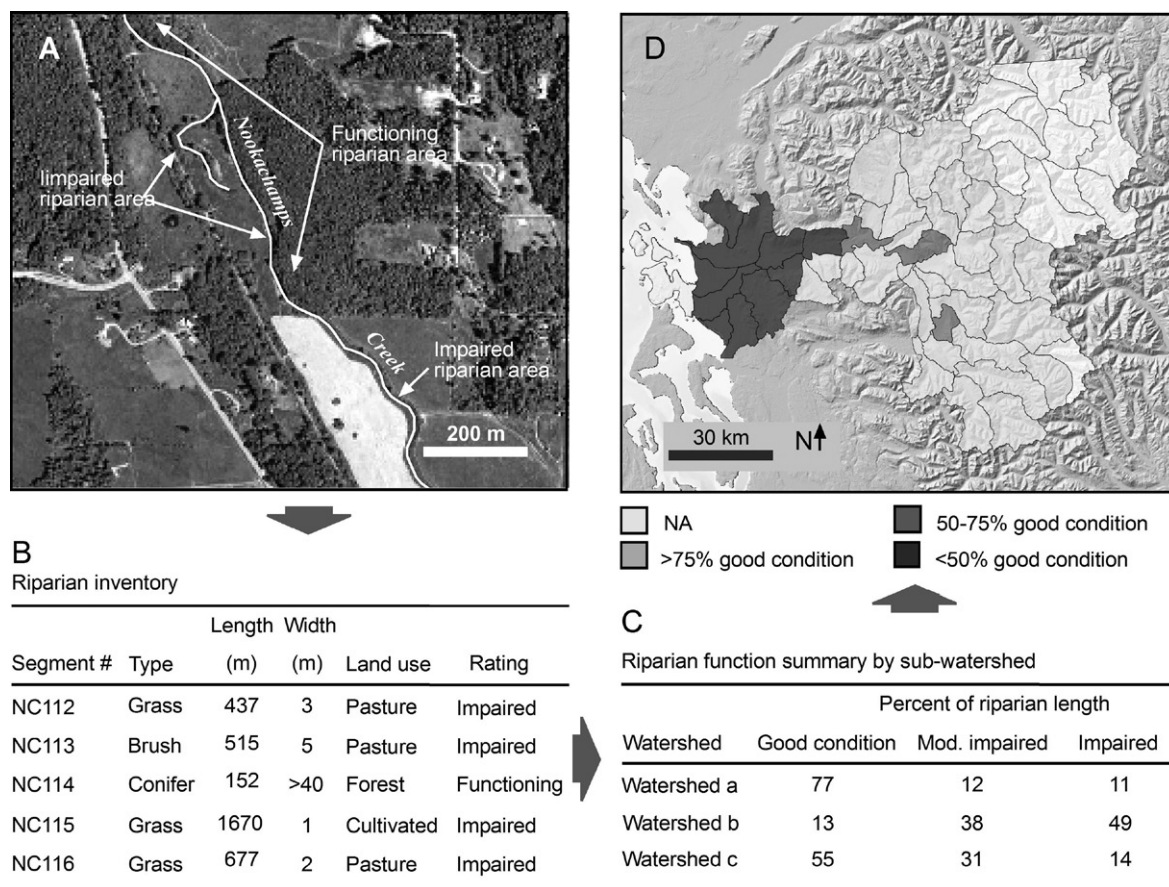 A
Functioning
riparian area
Iimpaired
riparian area
Nookachamps
Creek
Impaired
riparian area
200 m
D
30 km
N
NA
50-75% good condition
>75% good condition
<50% good condition
B
Riparian inventory
Length Width
Segment # Type (m) (m) Land use Rating
NC112 Grass 437 3 Pasture Impaired
NC113 Brush 515 5 Pasture Impaired
NC114 Conifer 152 >40 Forest Functioning
NC115 Grass 1670 1 Cultivated Impaired
NC116 Grass 677 2 Pasture Impaired
C
Riparian function summary by sub-watershed
Percent of riparian length
Watershed Good condition Mod. impaired Impaired
Watershed a 77 12 11
Watershed b 13 38 49
Watershed c 55 31 14